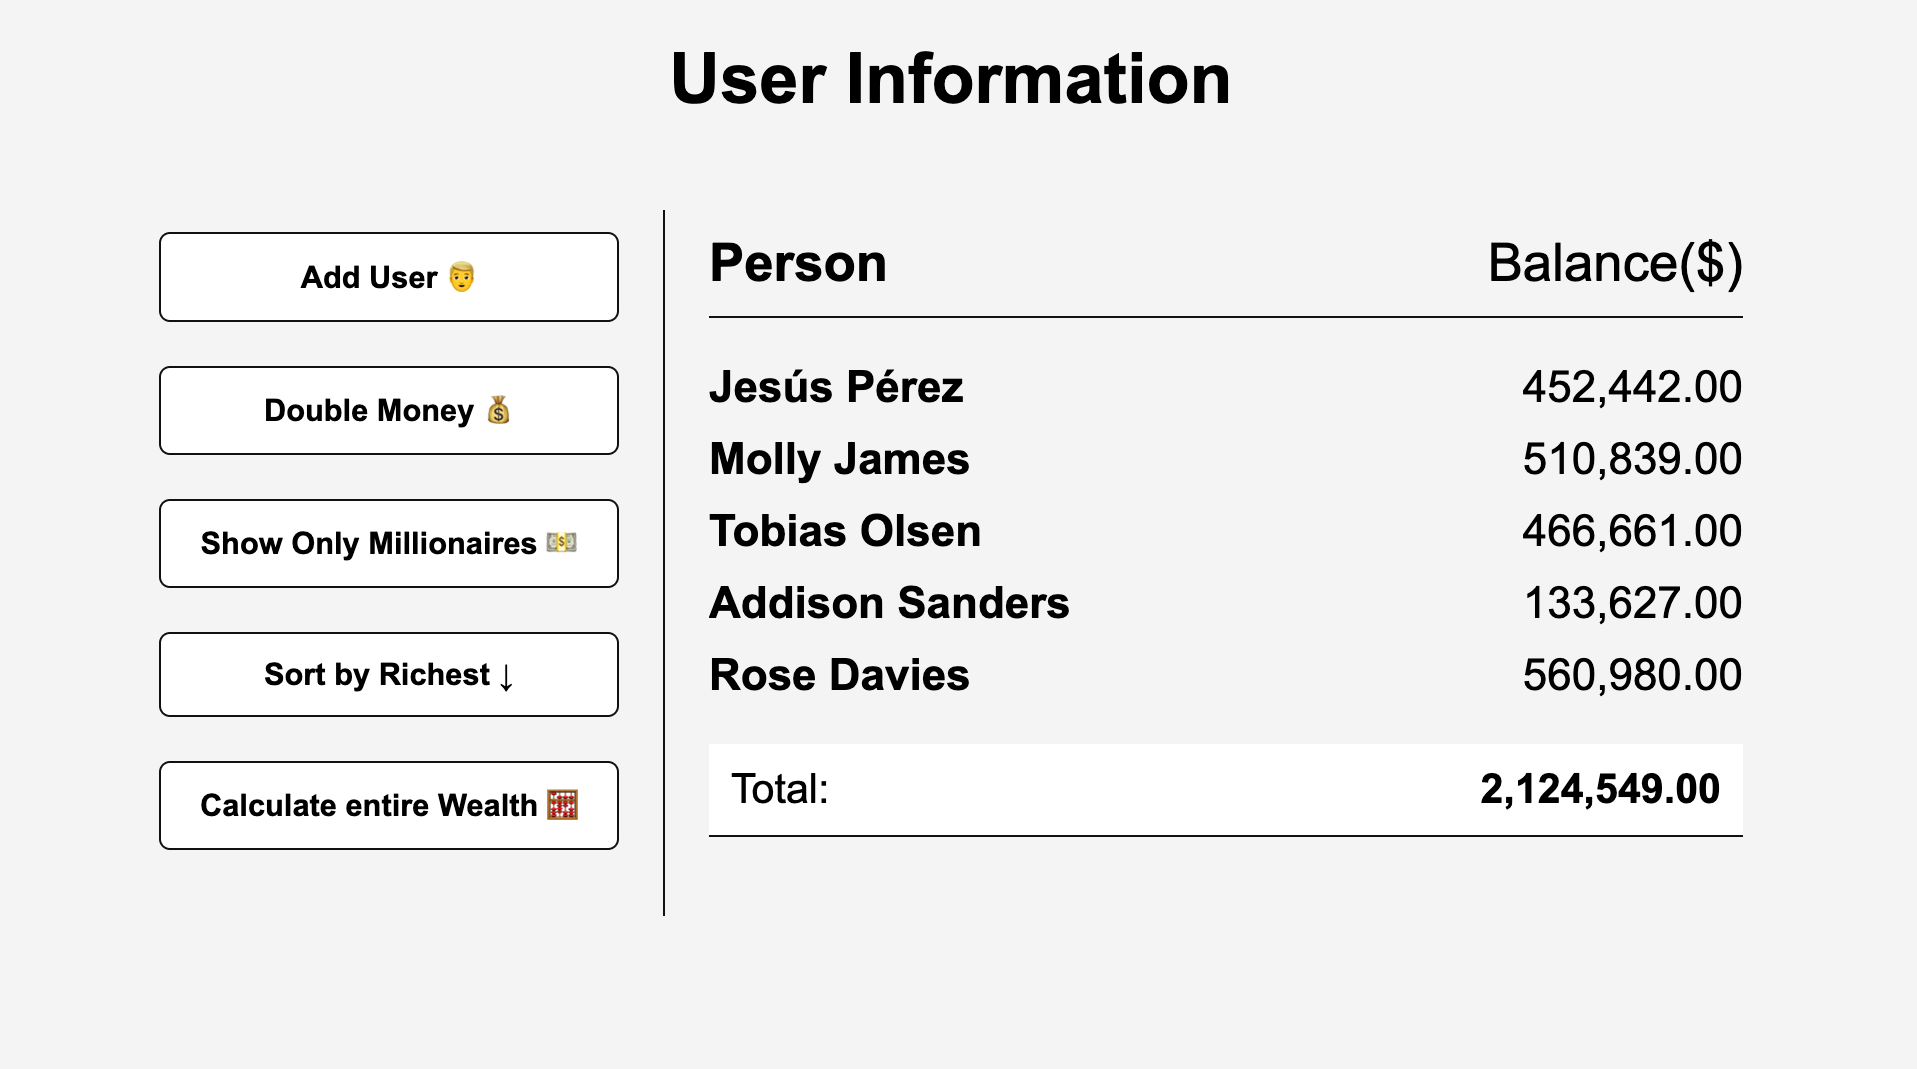 User Information
Add User 👨
Double Money 💰
Show Only Millionaires 💵
Sort by Richest ↓
Calculate entire Wealth 🧮
Person Balance($)
Jesús Pérez 452,442.00
Molly James 510,839.00
Tobias Olsen 466,661.00
Addison Sanders 133,627.00
Rose Davies 560,980.00
Total: 2,124,549.00